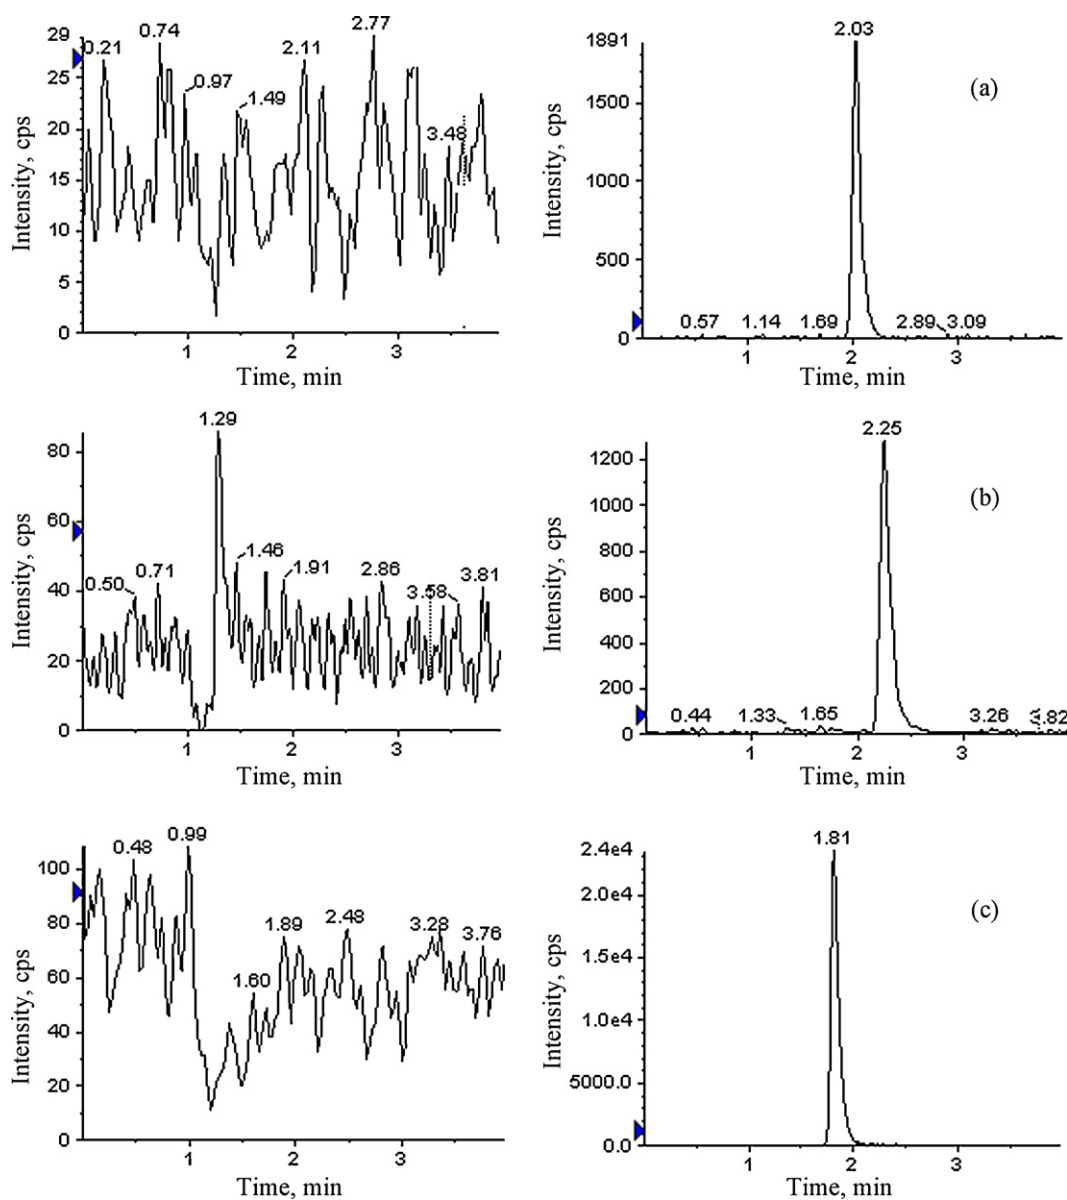 29
25
20
15
10
5
0
Intensity, cps
0.21
0.74
0.97
1.49
2.11
2.77
3.48
1 2 3
Time, min
1891
1500
1000
500
0
Intensity, cps
2.03
(a)
0.57
1.14
1.69
2.89
3.09
1 2 3
Time, min
80
60
40
20
0
Intensity, cps
0.50
0.71
1.29
1.46
1.91
2.86
3.58
3.81
1 2 3
Time, min
1200
1000
800
600
400
200
0
Intensity, cps
2.25
(b)
0.44
1.33
1.65
3.26
3.82
1 2 3
Time, min
100
80
60
40
20
0
Intensity, cps
0.48
0.99
1.60
1.89
2.48
3.28
3.76
1 2 3
Time, min
2.4e4
2.0e4
1.5e4
1.0e4
5000.0
0.0
Intensity, cps
1.81
(c)
1 2 3
Time, min